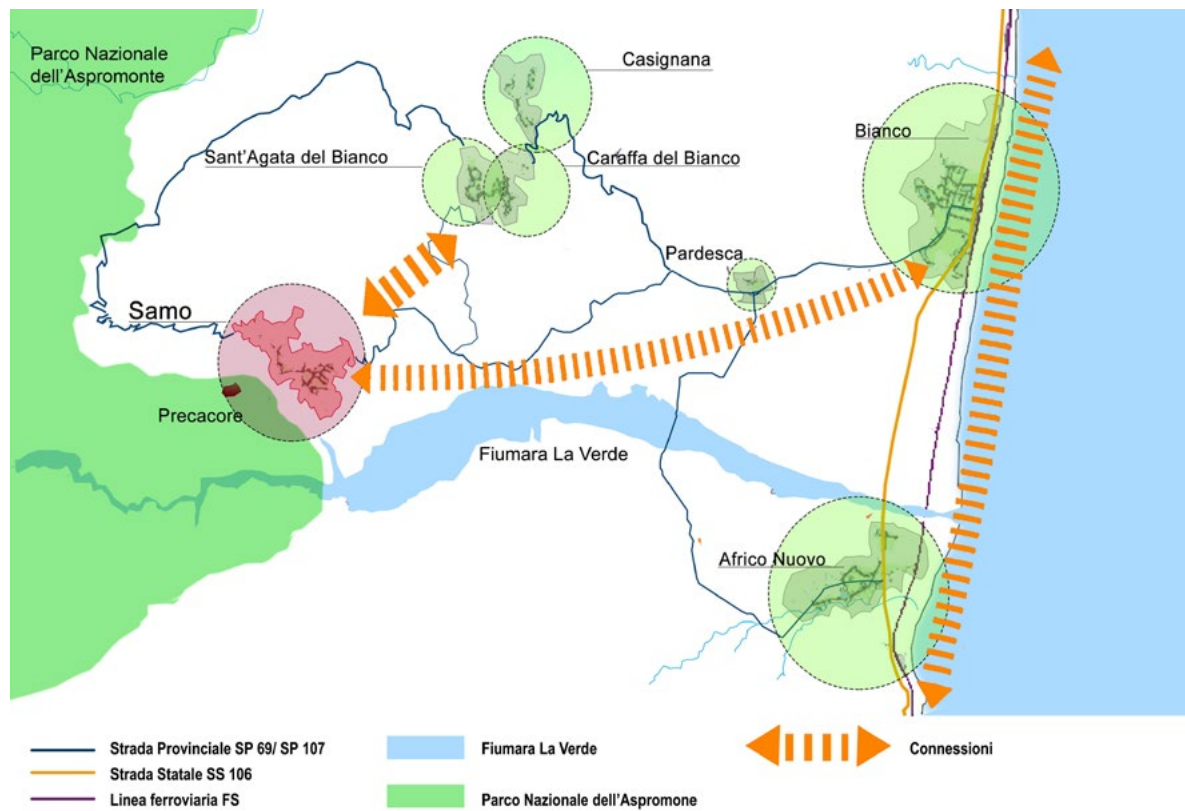 Parco Nazionale
dell'Aspromonte
Casignana
Bianco
Sant'Agata del Bianco
Caraffa del Bianco
Pardesca
Samo
Precacore
Fiumara La Verde
Africo Nuovo
Strada Provinciale SP 69/ SP 107
Fiumara La Verde
Connessioni
Strada Statale SS 106
Linea ferroviaria FS
Parco Nazionale dell'Aspromone